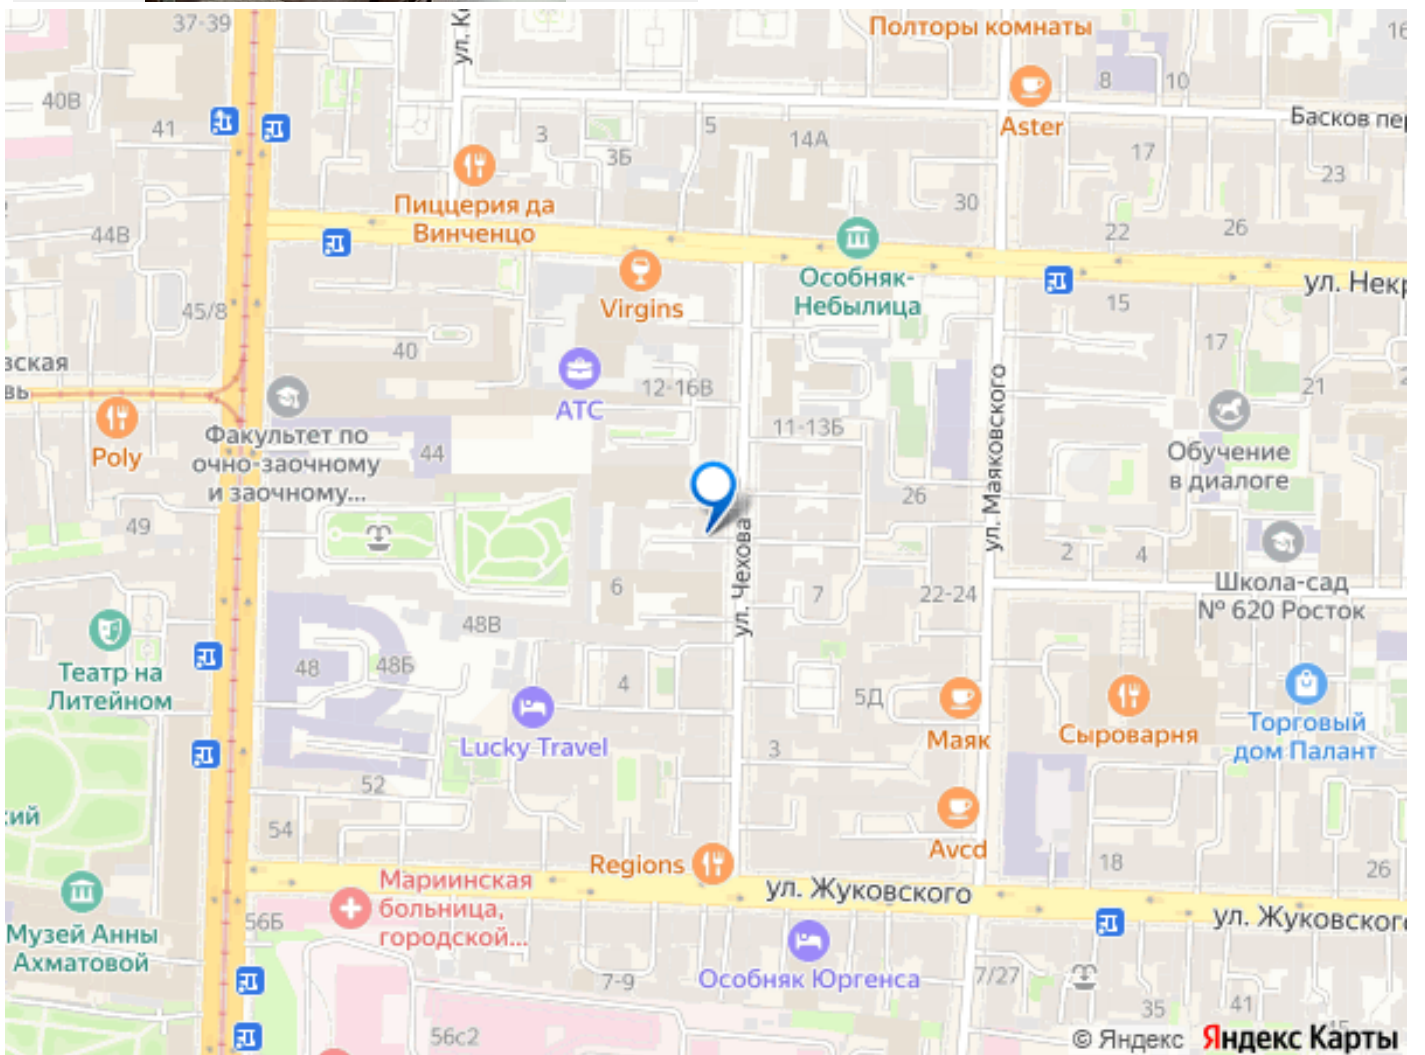 37-39
Полторы комнаты
16
ул. Ко
40В
41
3
3Б
5
14А
Aster
8
10
Басков пер
17
23
Пиццерия да
Винченцо
30
22
26
44В
45/8
Virgins
Особняк-
Небылица
ул. Некр
15
17
40
12-16В
21
вская
вь
АТС
11-13Б
Poly
Факультет по
очно-заочному
и заочному...
44
Обучение
в диалоге
49
26
ул. Маяковского
ул. Чехова
2
4
6
7
22-24
Школа-сад
№ 620 Росток
48В
48
48Б
4
5Д
Театр на
Литейном
Lucky Travel
Маяк
Сыроварня
Торговый
дом Палант
3
52
кий
54
Avcd
Regions
18
26
Мариинская
больница,
городской...
ул. Жуковского
ул. Жуковского
56Б
Музей Анны
Ахматовой
7-9
Особняк Юргенса
7/27
35
41
45
56с2
© Яндекс Яндекс Карты